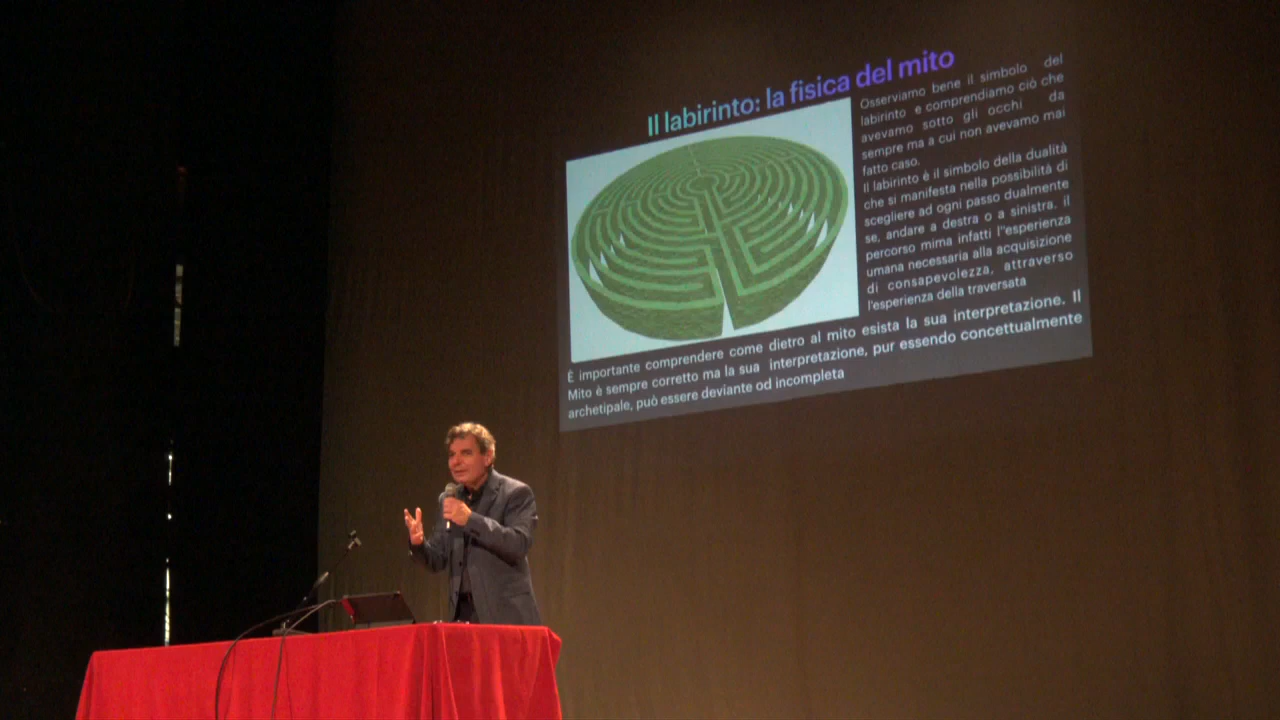 Il labirinto: la fisica del mito
Osserviamo bene il simbolo del
labirinto e comprendiamo ciò che
avevamo sotto gli occhi da
sempre ma a cui non avevamo mai
fatto caso.
Il labirinto è il simbolo della dualità
che si manifesta nella possibilità di
scegliere ad ogni passo dualmente
se, andare a destra o a sinistra. il
percorso mima infatti l''esperienza
umana necessaria alla acquisizione
di consapevolezza, attraverso
l'esperienza della traversata
È importante comprendere come dietro al mito esista la sua interpretazione. Il
Mito è sempre corretto ma la sua interpretazione, pur essendo concettualmente
archetipale, può essere deviante od incompleta